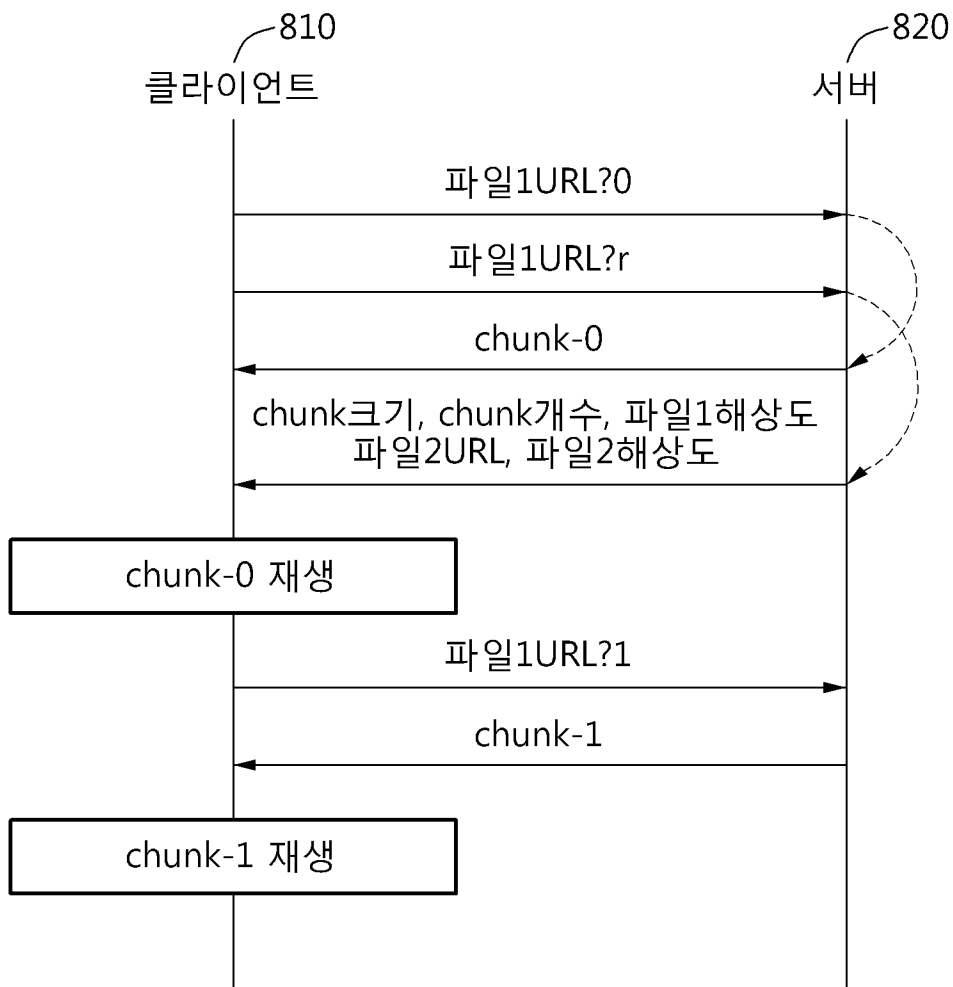 810
820
클라이언트
서버
파일1URL?0
파일1URL?r
chunk-0
chunk크기, chunk개수, 파일1해상도
파일2URL, 파일2해상도
chunk-0 재생
파일1URL?1
chunk-1
chunk-1 재생